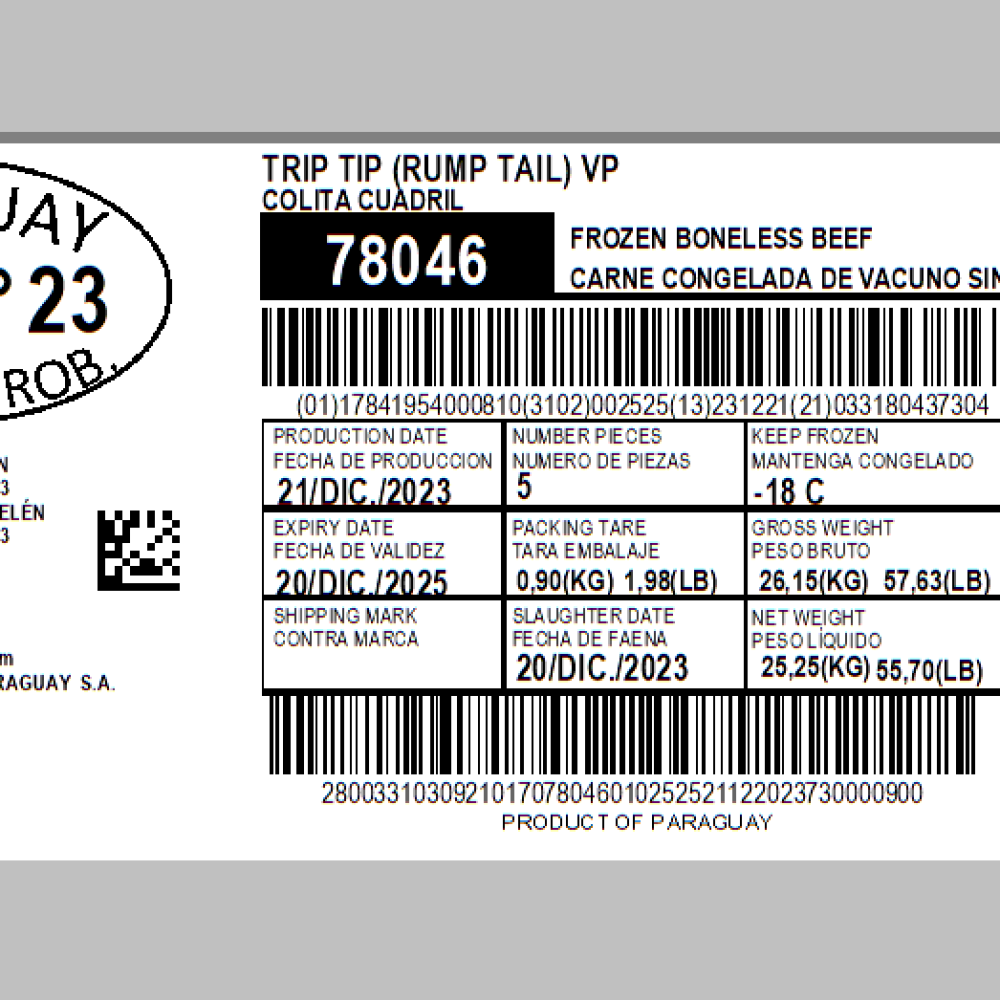 UAY
º 23
ROB.
N
3
ELÉN
3
m
RAGUAY S.A.
TRIP TIP (RUMP TAIL) VP
COLITA CUADRIL
78046
FROZEN BONELESS BEEF
CARNE CONGELADA DE VACUNO SIN
(01)17841954000810(3102)002525(13)231221(21)033180437304
PRODUCTION DATE
FECHA DE PRODUCCION
21/DIC./2023
NUMBER PIECES
NUMERO DE PIEZAS
5
KEEP FROZEN
MANTENGA CONGELADO
-18 C
EXPIRY DATE
FECHA DE VALIDEZ
20/DIC./2025
PACKING TARE
TARA EMBALAJE
0,90(KG) 1,98(LB)
GROSS WEIGHT
PESO BRUTO
26,15(KG) 57,63(LB)
SHIPPING MARK
CONTRA MARCA
SLAUGHTER DATE
FECHA DE FAENA
20/DIC./2023
NET WEIGHT
PESO LÍQUIDO
25,25(KG) 55,70(LB)
2800331030921017078046010252521122023730000900
PRODUCT OF PARAGUAY